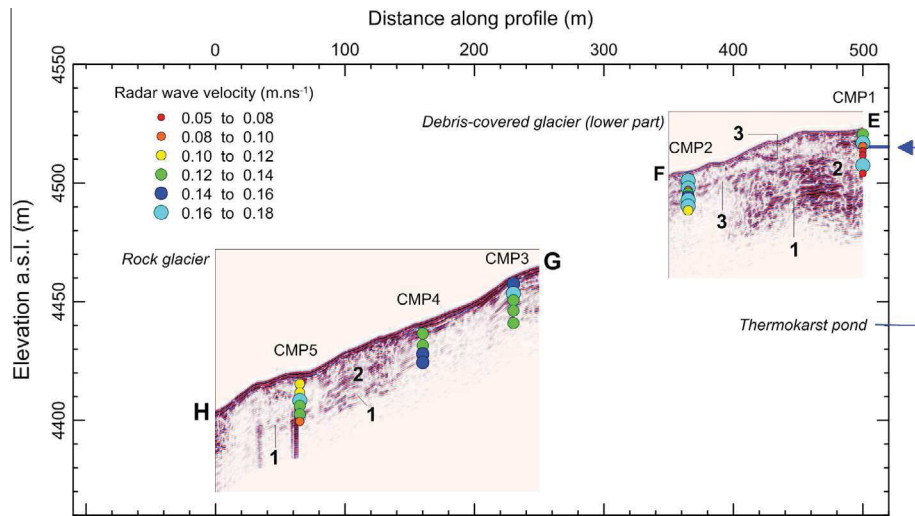 Distance along profile (m)
0 100 200 300 400 500
Elevation a.s.l. (m)
4550
4500
4450
4400
Radar wave velocity (m.ns⁻¹)
0.05 to 0.08
0.08 to 0.10
0.10 to 0.12
0.12 to 0.14
0.14 to 0.16
0.16 to 0.18
CMP1
Debris-covered glacier (lower part)
E
3
CMP2
2
F
3
1
Rock glacier
CMP3
G
CMP4
Thermokarst pond
CMP5
2
H
1
1